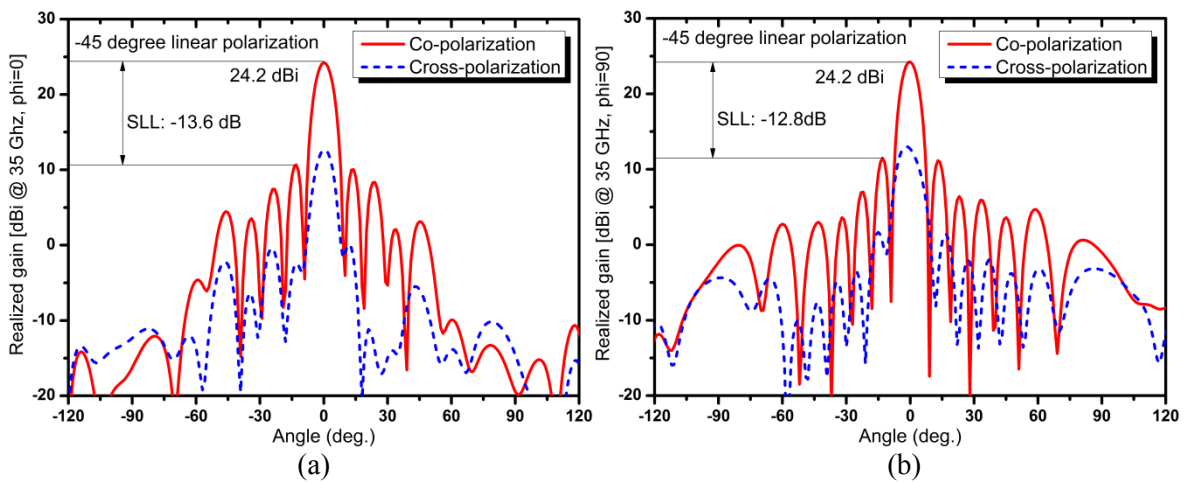 -45 degree linear polarization
Co-polarization
Cross-polarization
24.2 dBi
SLL: -13.6 dB
Realized gain [dBi @ 35 Ghz, phi=0]
30
20
10
0
-10
-20
-120 -90 -60 -30 0 30 60 90 120
Angle (deg.)
(a)
-45 degree linear polarization
Co-polarization
Cross-polarization
24.2 dBi
SLL: -12.8dB
Realized gain [dBi @ 35 Ghz, phi=90]
30
20
10
0
-10
-20
-120 -90 -60 -30 0 30 60 90 120
Angle (deg.)
(b)